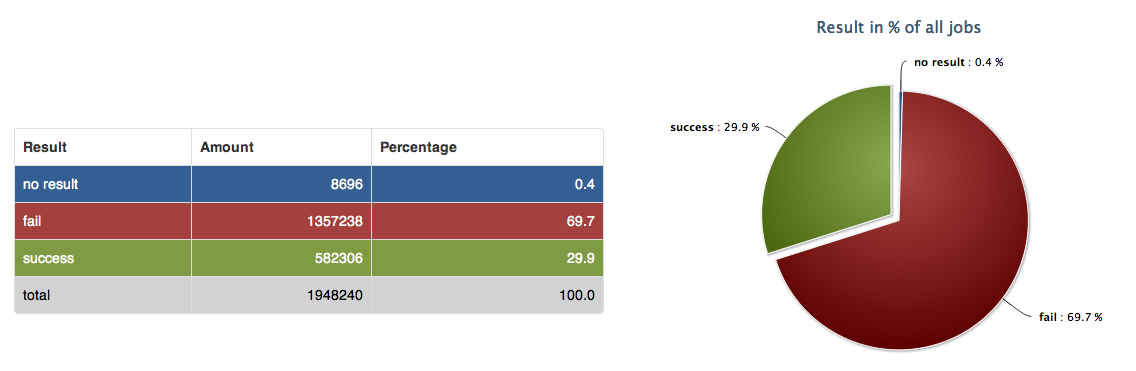 Result in % of all jobs
no result : 0.4 %
success : 29.9 %
fail : 69.7 %
Result Amount Percentage
no result 8696 0.4
fail 1357238 69.7
success 582306 29.9
total 1948240 100.0